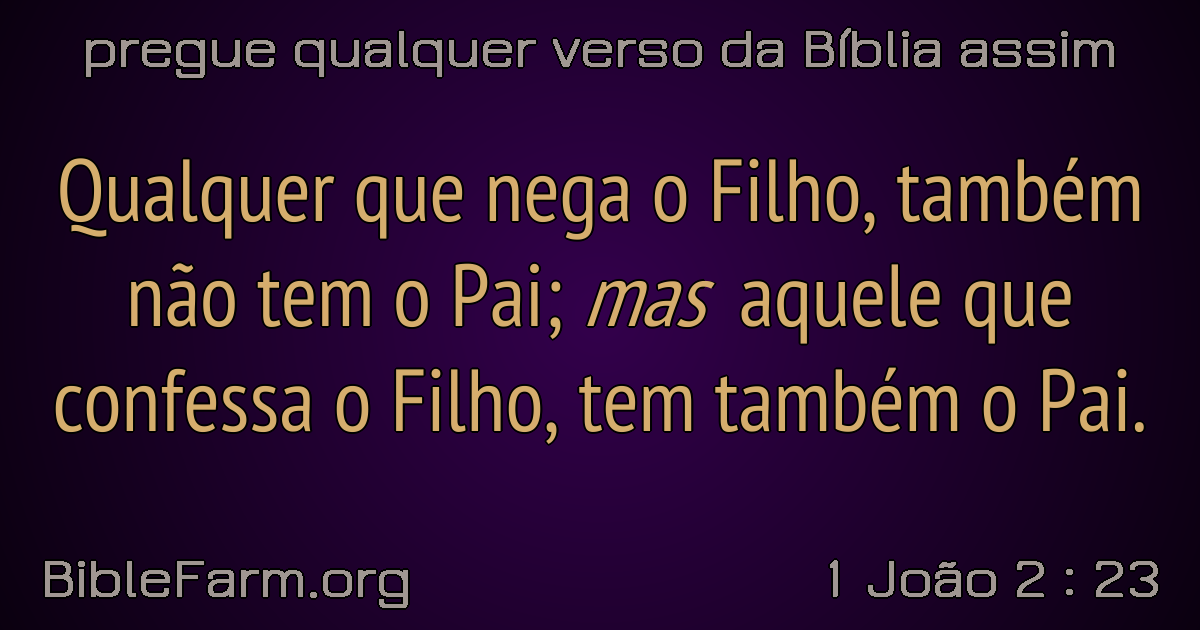 pregue qualquer verso da Bíblia assim
Qualquer que nega o Filho, também
não tem o Pai; mas aquele que
confessa o Filho, tem também o Pai.
BibleFarm.org
1 João 2 : 23